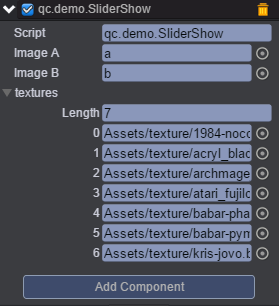 qc.demo.SliderShow
Script qc.demo.SliderShow
Image A a
Image B b
textures
Length 7
0 Assets/texture/1984-nocc
1 Assets/texture/acryl_blac
2 Assets/texture/archmage
3 Assets/texture/atari_fujilc
4 Assets/texture/babar-pha
5 Assets/texture/babar-pym
6 Assets/texture/kris-jovo.b
Add Component